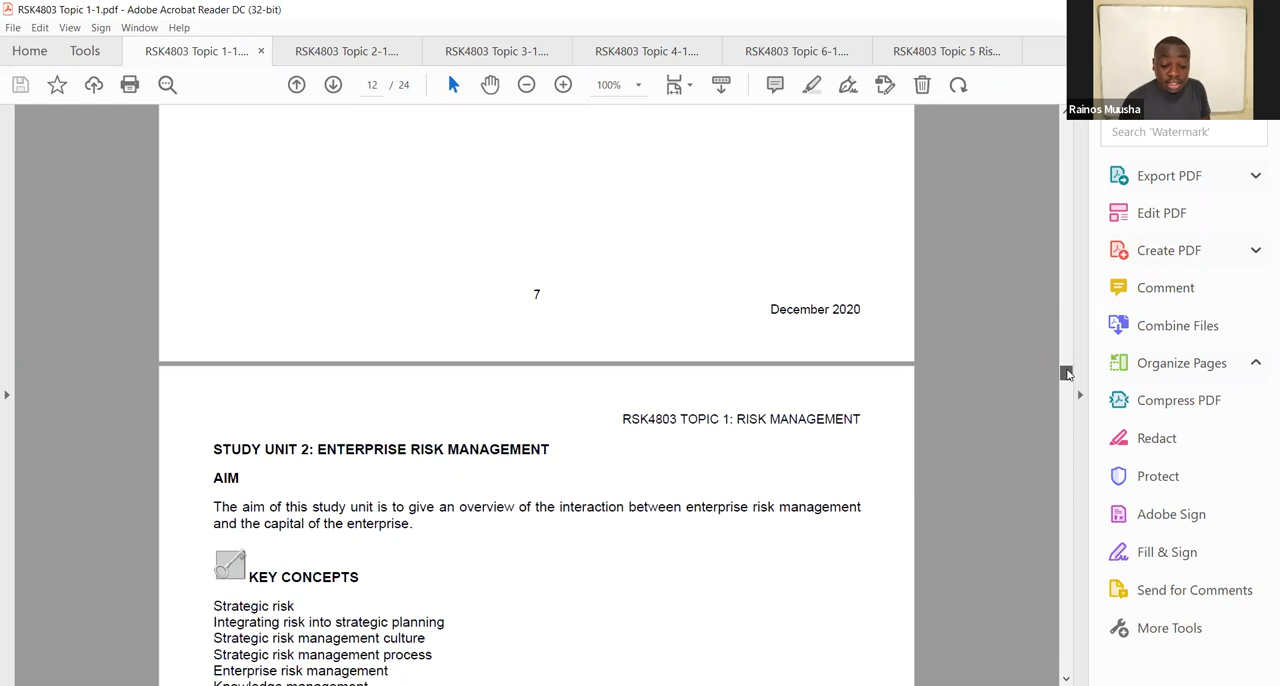 RSK4803 Topic 1-1.pdf - Adobe Acrobat Reader DC (32-bit)
File Edit View Sign Window Help
Home Tools RSK4803 Topic 1-1.... × RSK4803 Topic 2-1.... RSK4803 Topic 3-1.... RSK4803 Topic 4-1.... RSK4803 Topic 6-1.... RSK4803 Topic 5 Ris...
12 / 24 100%
Rainos Muusha
Search 'Watermark'
Export PDF
Edit PDF
Create PDF
Comment
Combine Files
Organize Pages
Compress PDF
Redact
Protect
Adobe Sign
Fill & Sign
Send for Comments
More Tools
7
December 2020
RSK4803 TOPIC 1: RISK MANAGEMENT
STUDY UNIT 2: ENTERPRISE RISK MANAGEMENT
AIM
The aim of this study unit is to give an overview of the interaction between enterprise risk management
and the capital of the enterprise.
KEY CONCEPTS
Strategic risk
Integrating risk into strategic planning
Strategic risk management culture
Strategic risk management process
Enterprise risk management
Knowledge management